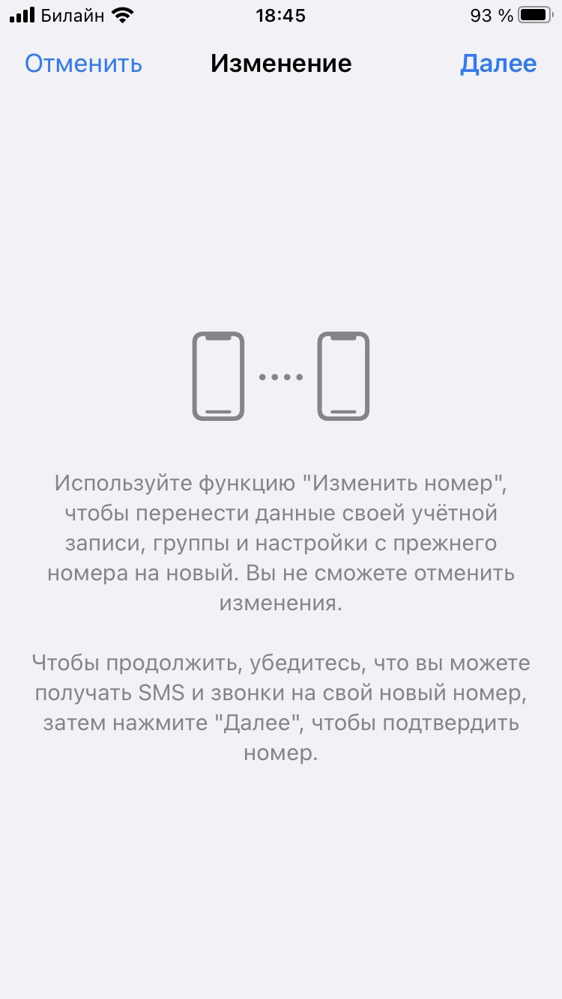 Билайн 18:45 93 %
Отменить Изменение Далее
Используйте функцию "Изменить номер",
чтобы перенести данные своей учётной
записи, группы и настройки с прежнего
номера на новый. Вы не сможете отменить
изменения.
Чтобы продолжить, убедитесь, что вы можете
получать SMS и звонки на свой новый номер,
затем нажмите "Далее", чтобы подтвердить
номер.